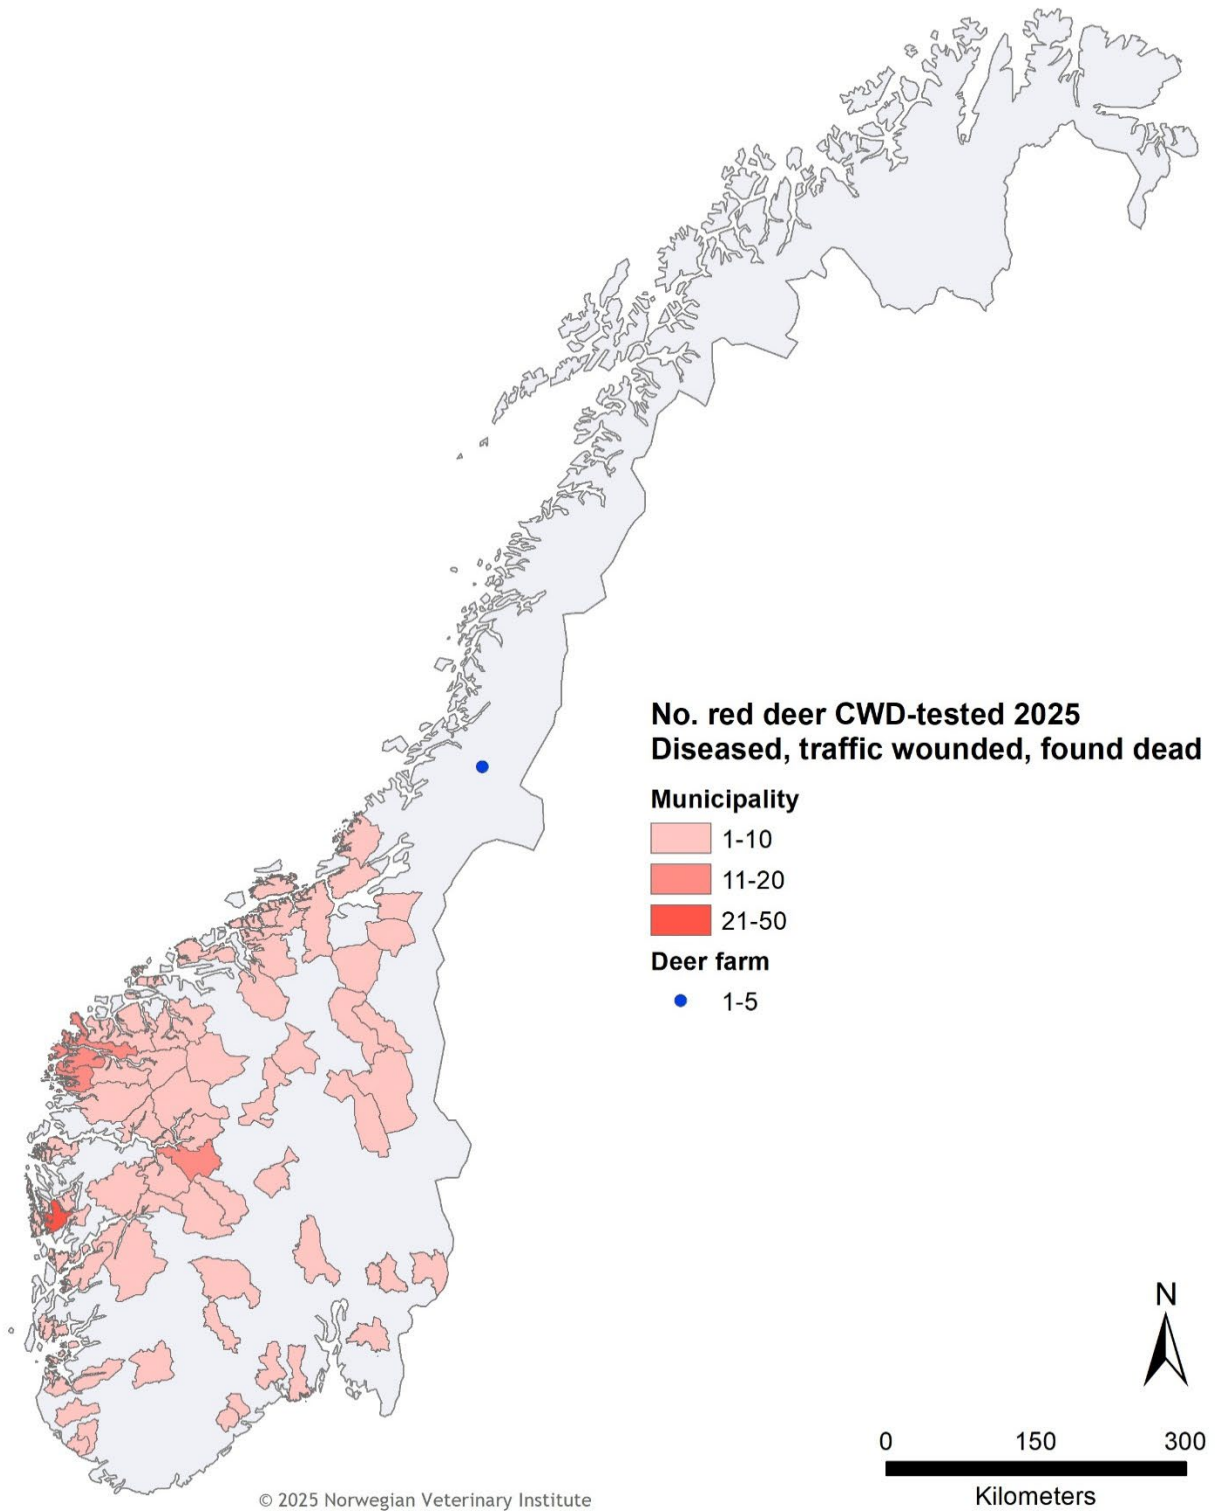 No. red deer CWD-tested 2025
Diseased, traffic wounded, found dead
Municipality
1-10
11-20
21-50
Deer farm
1-5
N
0 150 300
Kilometers
© 2025 Norwegian Veterinary Institute